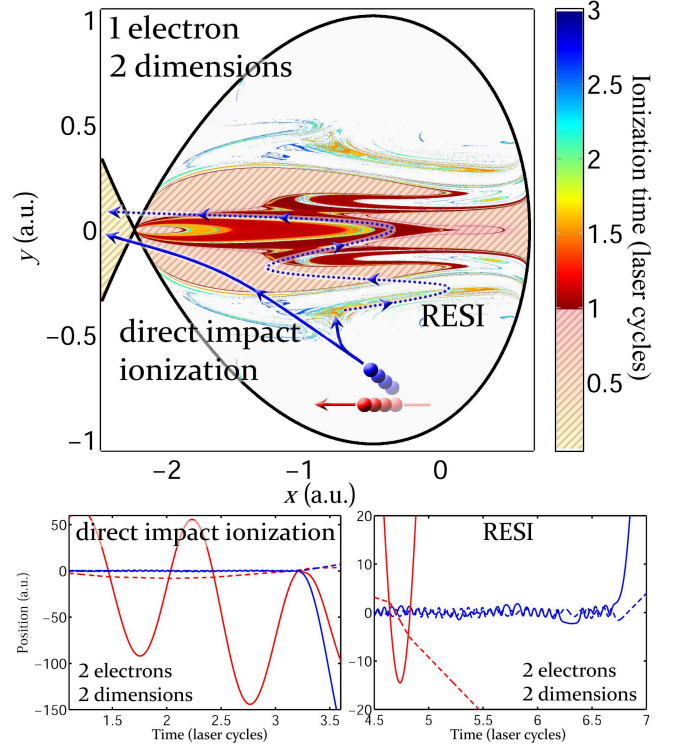 1 electron
2 dimensions
1
0.5
0
−0.5
−1
y (a.u.)
−2
−1
0
x (a.u.)
RESI
direct impact
ionization
3
2.5
2
1.5
1
0.5
Ionization time (laser cycles)
direct impact ionization
50
0
−50
−100
−150
Position (a.u.)
2 electrons
2 dimensions
1.5
2
2.5
3
3.5
Time (laser cycles)
RESI
20
10
0
−10
−20
2 electrons
2 dimensions
4.5
5
5.5
6
6.5
7
Time (laser cycles)